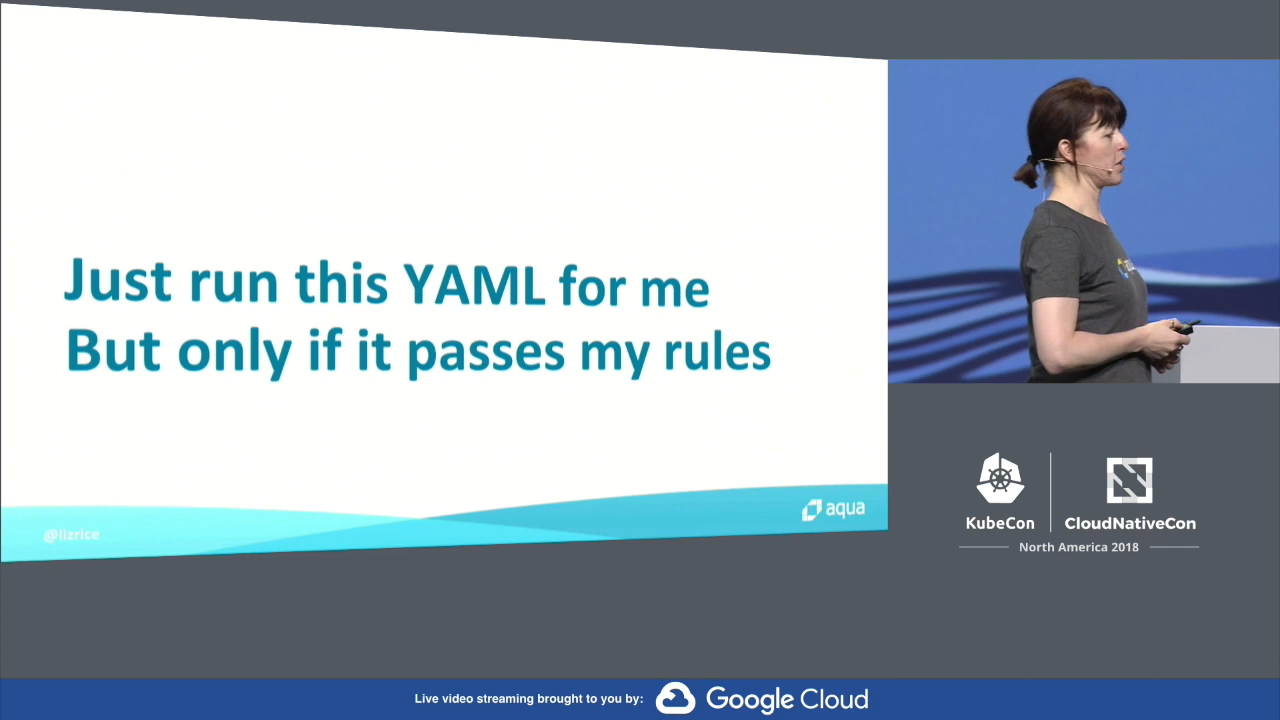 Just run this YAML for me
But only if it passes my rules
@lizrice
aqua
KubeCon
CloudNativeCon
North America 2018
Live video streaming brought to you by:
Google Cloud